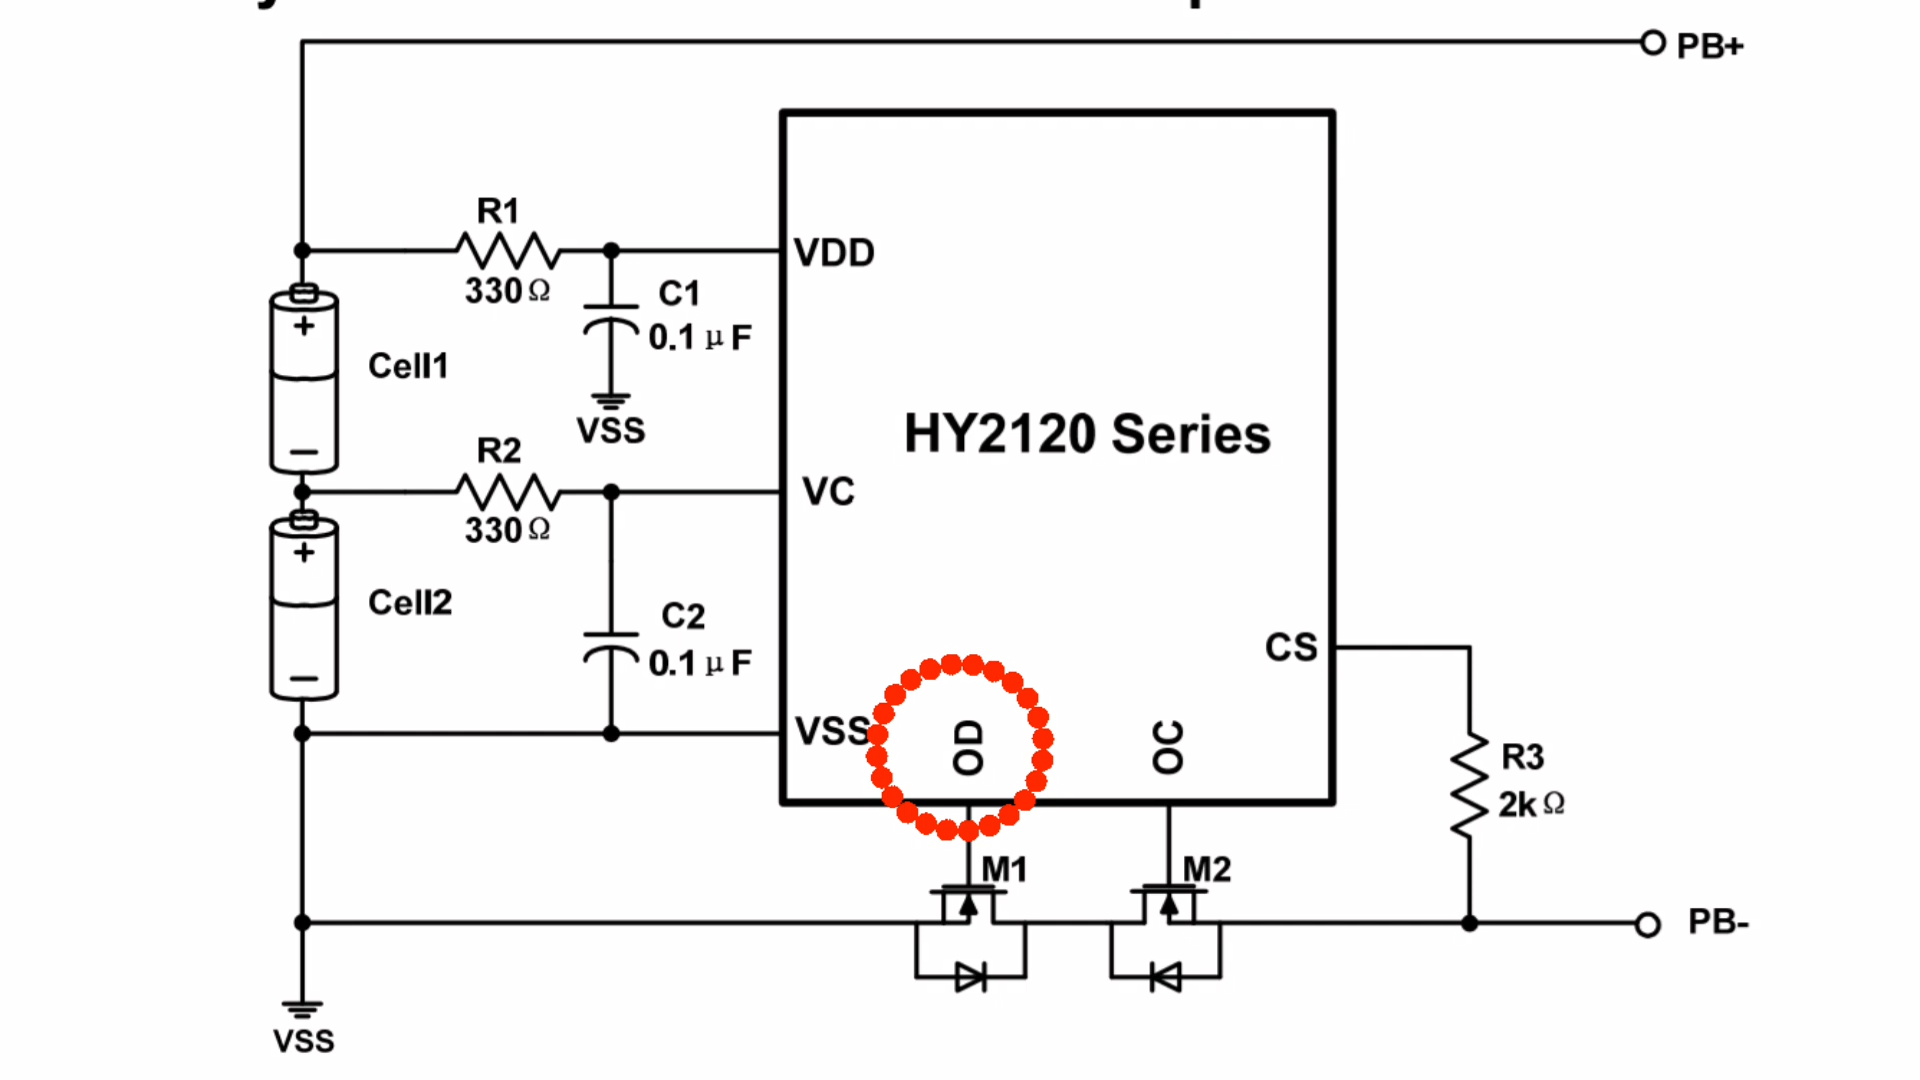 PB+
R1
330Ω
VDD
C1
0.1μF
+
Cell1
VSS
−
HY2120 Series
R2
330Ω
VC
+
Cell2
C2
0.1μF
−
CS
VSS
OD
OC
R3
2kΩ
M1
M2
PB-
VSS